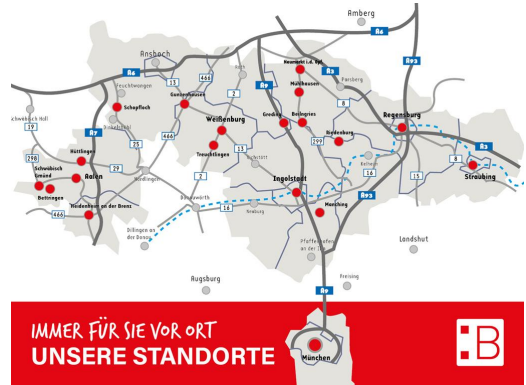 Amberg
A6
Ansbach
A93
Neumarkt i.d. Opf
A6
466
Roth
A9
A3
Feuchtwangen
13
Mühlhausen
Parsberg
2
Gunzenhausen
8
Schopfloch
Regensburg
Schwäbisch Hall
Weißenburg
Greding
Beilngries
19
A7
Dinkelsbühl
466
Riedenburg
25
299
A3
Hüttlingen
Treuchtlingen
13
298
Eichstätt
Kelheim
8
Schwäbisch
Gmünd
29
16
Aalen
Nördlingen
2
15
Straubing
Ingolstadt
Bettringen
Donauwörth
A93
466
Heidenheim an der Brenz
16
Neuburg
Manching
Dillingen an
der Donau
Landshut
Pfaffenhofen
an der Ilm
Augsburg
Freising
A9
IMMER FÜR SIE VOR ORT
UNSERE STANDORTE
München
:B